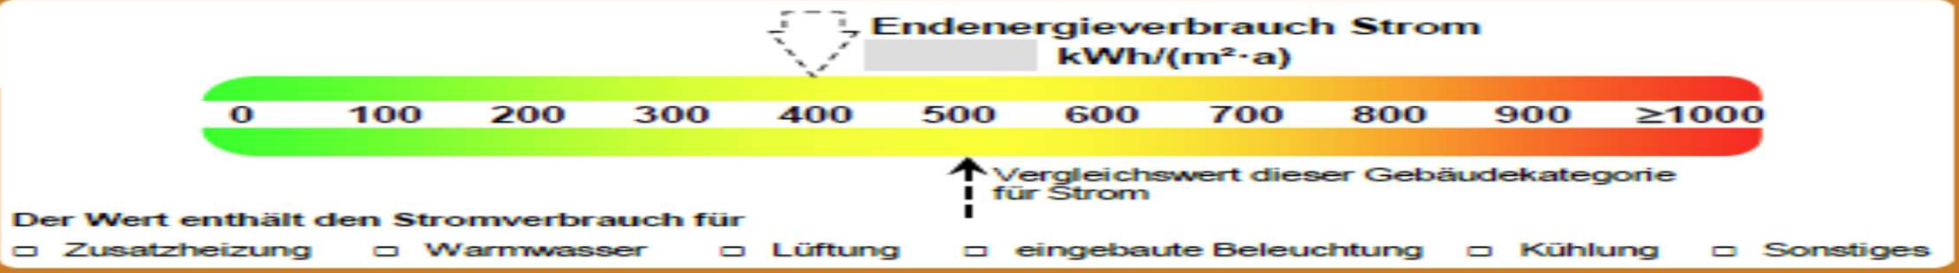 Endenergieverbrauch Strom
kWh/(m²·a)
0 100 200 300 400 500 600 700 800 900 ≥1000
Vergleichswert dieser Gebäudekategorie
für Strom
Der Wert enthält den Stromverbrauch für
□ Zusatzheizung □ Warmwasser □ Lüftung □ eingebaute Beleuchtung □ Kühlung □ Sonstiges